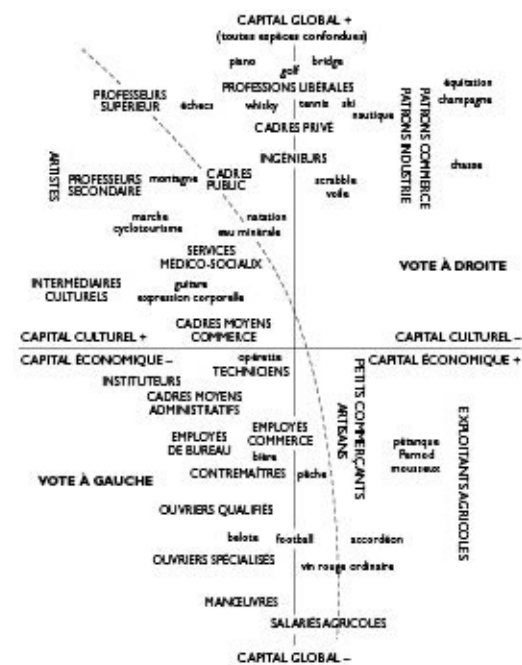 CAPITAL GLOBAL +
(toutes espèces confondues)
piano
bridge
golf
équitation
PROFESSIONS LIBÉRALES
PROFESSEURS
SUPÉRIEUR
échecs
whisky
tennis
ski
champagne
nautique
PATRONS COMMERCE
PATRONS INDUSTRIE
CADRES PRIVÉ
INGÉNIEURS
chasse
ARTISTES
PROFESSEURS
SECONDAIRE
montagne
CADRES
PUBLIC
scrabble
voile
marche
cyclotourisme
natation
eau minérale
SERVICES
MÉDICO-SOCIAUX
VOTE À DROITE
INTERMÉDIAIRES
CULTURELS
guitare
expression corporelle
CADRES MOYENS
COMMERCE
CAPITAL CULTUREL +
CAPITAL CULTUREL –
CAPITAL ÉCONOMIQUE –
CAPITAL ÉCONOMIQUE +
opérette
TECHNICIENS
INSTITUTEURS
CADRES MOYENS
ADMINISTRATIFS
PETITS COMMERÇANTS
ARTISANS
EXPLOITANTS AGRICOLES
EMPLOYÉS
DE BUREAU
EMPLOYÉS
COMMERCE
bière
pétanque
Pernod
mousseux
VOTE À GAUCHE
CONTREMAÎTRES
pêche
OUVRIERS QUALIFIÉS
belote
football
accordéon
OUVRIERS SPÉCIALISÉS
vin rouge ordinaire
MANŒUVRES
SALARIÉS AGRICOLES
CAPITAL GLOBAL –